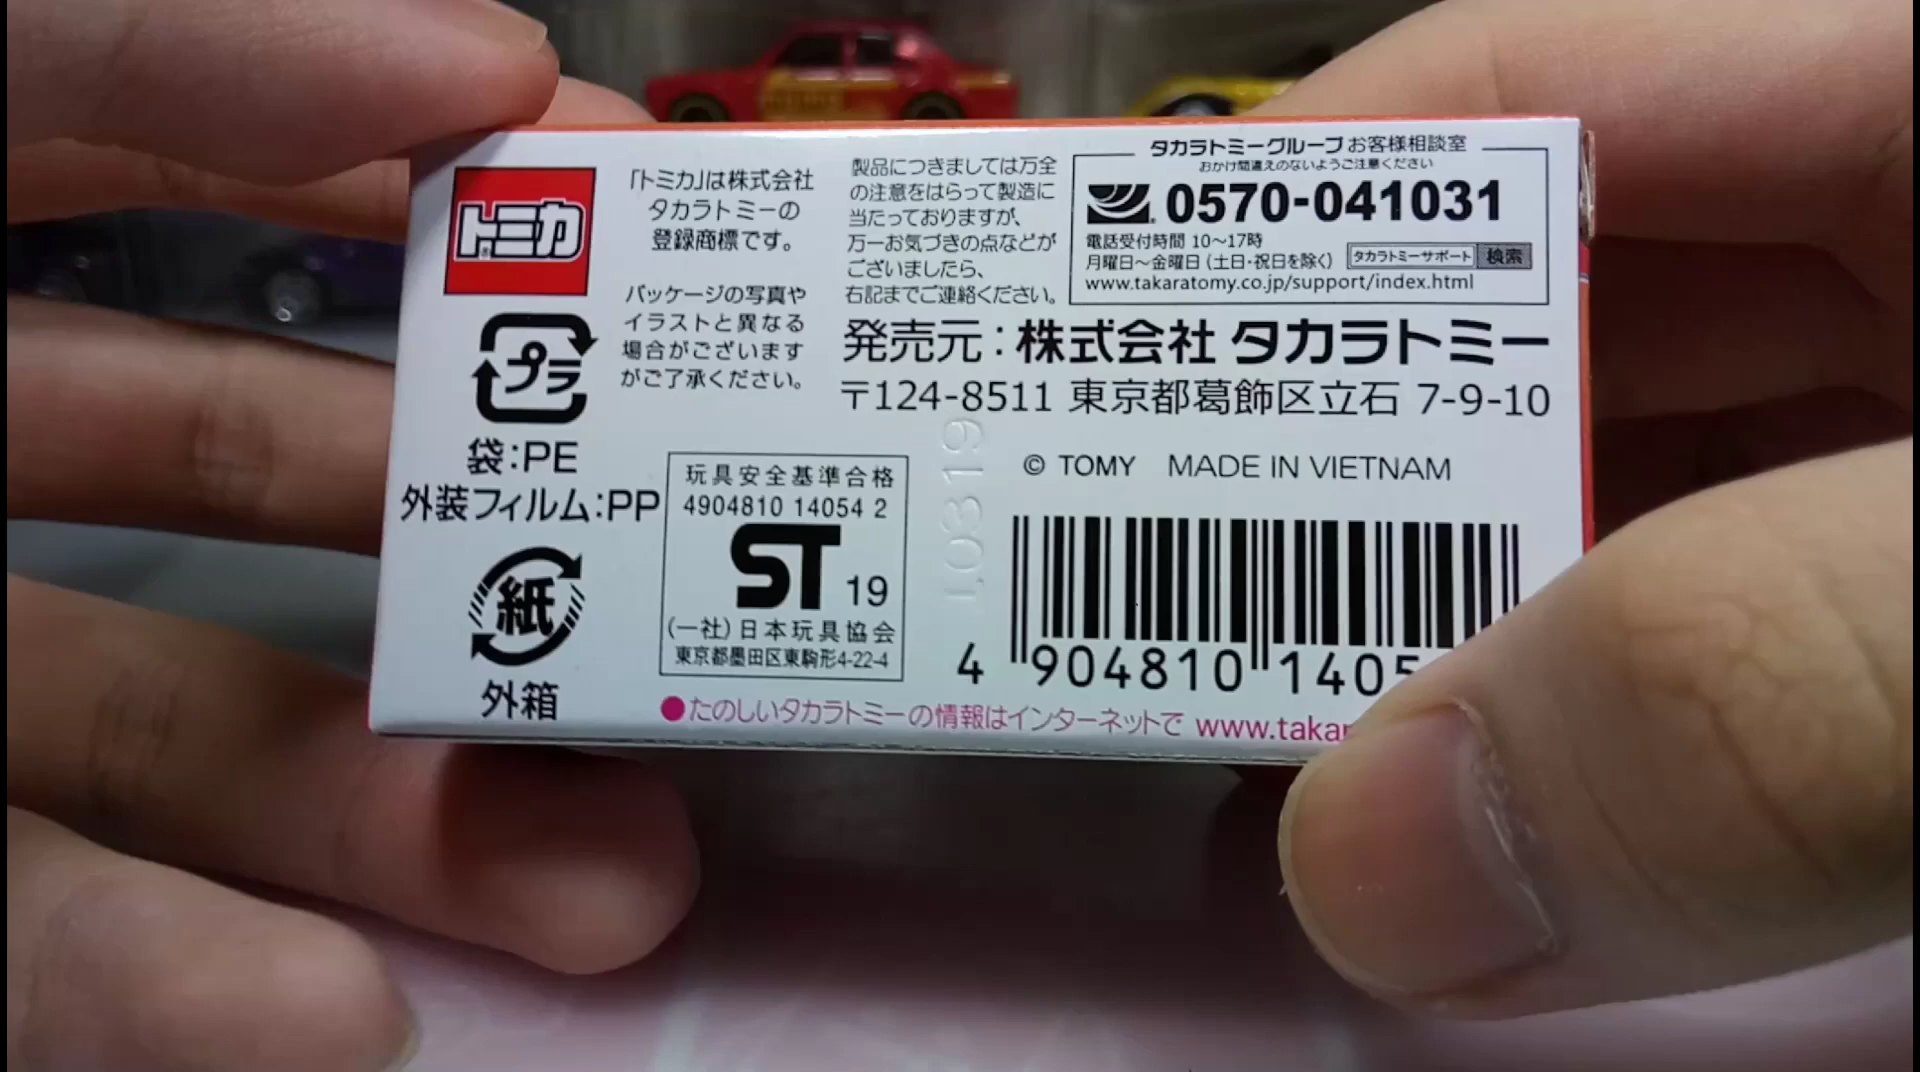 トミカ
「トミカ」は株式会社
タカラトミーの
登録商標です。
パッケージの写真や
イラストと異なる
場合がございます
がご了承ください。
プラ
袋:PE
外装フィルム:PP
紙
外箱
製品につきましては万全
の注意をはらって製造に
当たっておりますが、
万一お気づきの点などが
ございましたら、
右記までご連絡ください。
タカラトミーグループお客様相談室
おかけ間違えのないようご注意ください
0570-041031
電話受付時間 10〜17時
月曜日〜金曜日(土日・祝日を除く)
タカラトミーサポート 検索
www.takaratomy.co.jp/support/index.html
発売元:株式会社 タカラトミー
〒124-8511 東京都葛飾区立石 7-9-10
© TOMY MADE IN VIETNAM
玩具安全基準合格
4904810 14054 2
ST 19
(一社)日本玩具協会
東京都墨田区東駒形4-22-4
4 904810 1405
●たのしいタカラトミーの情報はインターネットで www.takar